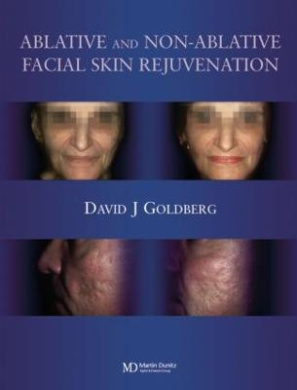 ABLATIVE AND NON-ABLATIVE
FACIAL SKIN REJUVENATION
DAVID J GOLDBERG
MD Martin Dunitz